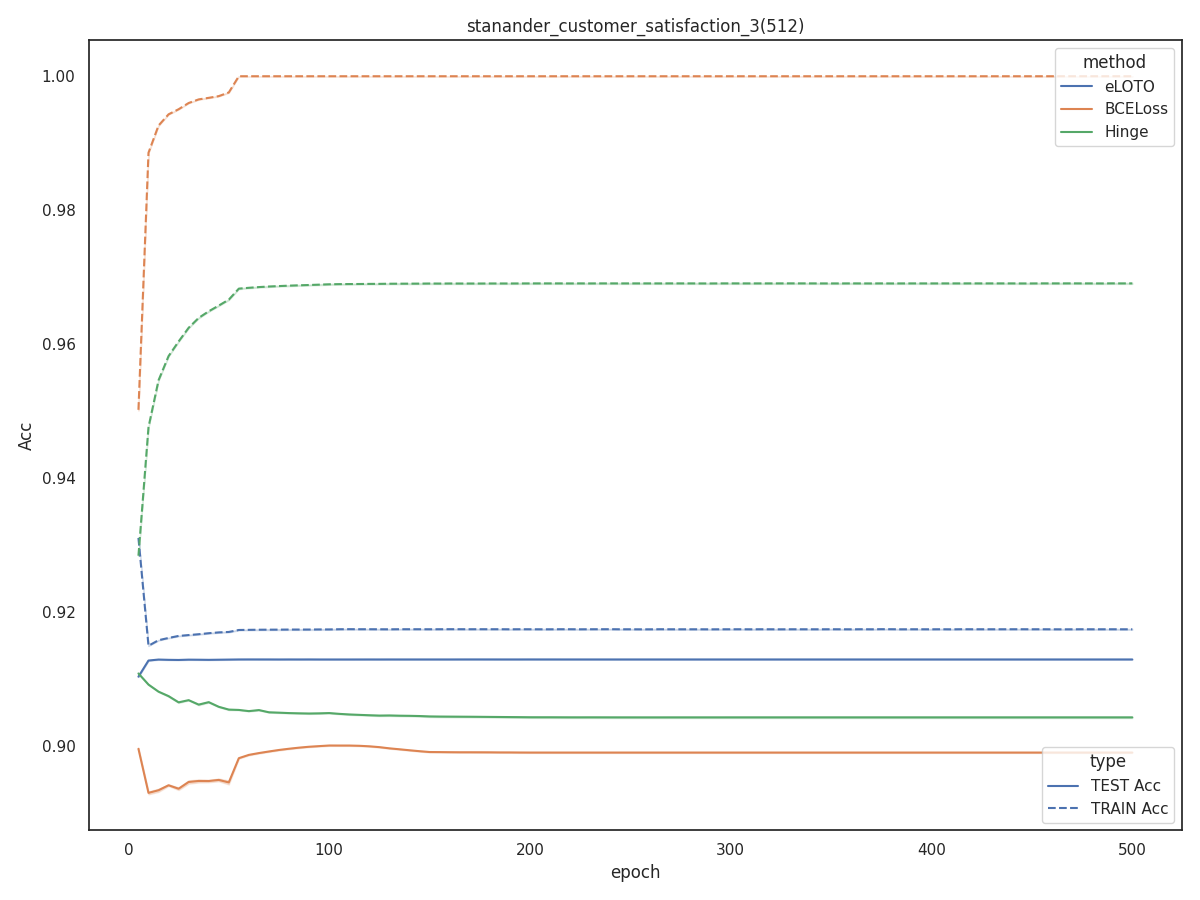 stanander_customer_satisfaction_3(512)
1.00
0.98
0.96
0.94
0.92
0.90
Acc
method
eLOTO
BCELoss
Hinge
type
TEST Acc
TRAIN Acc
0
100
200
300
400
500
epoch